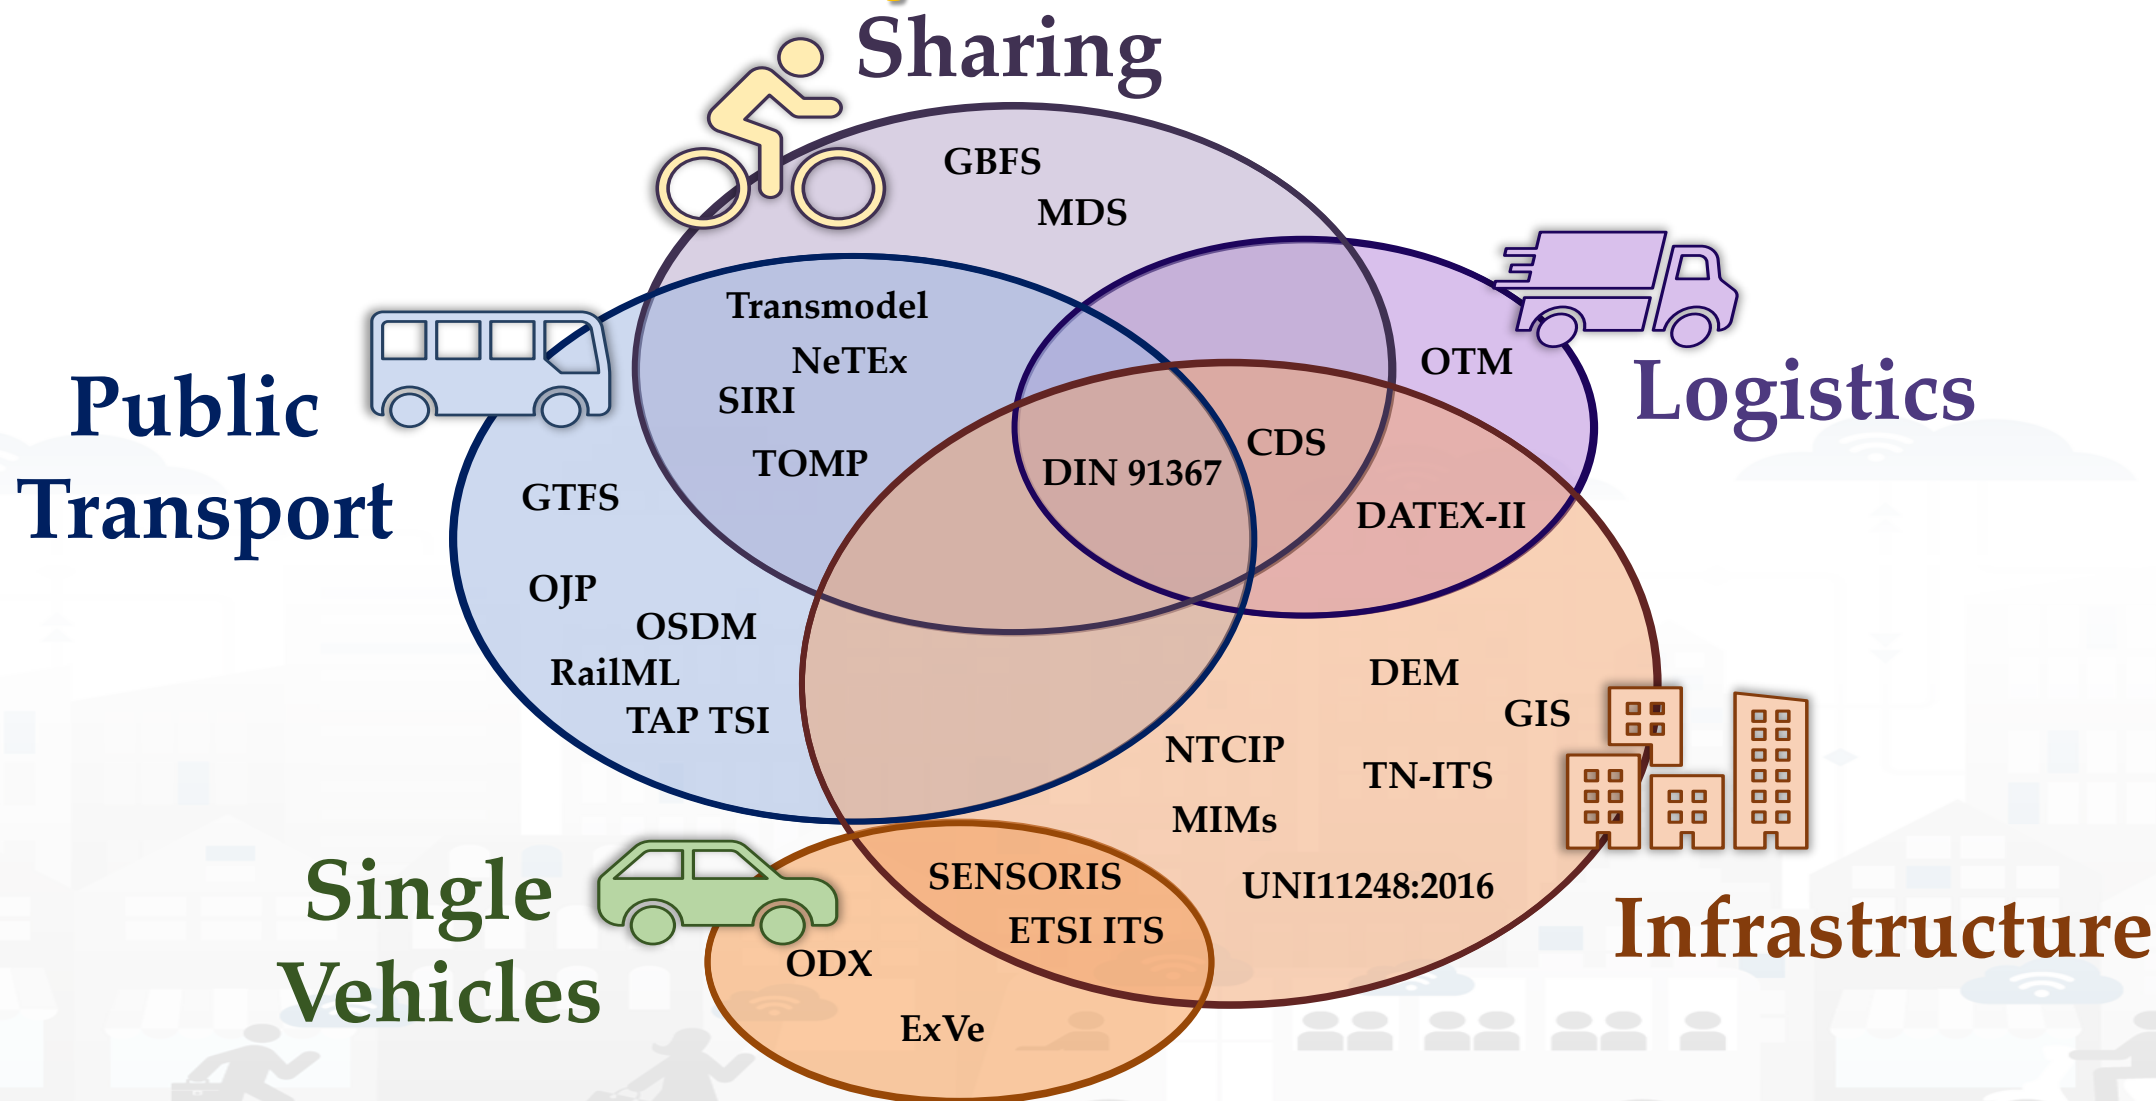 Sharing
GBFS
MDS
Transmodel
NeTEx
SIRI
TOMP
OTM
Logistics
Public
Transport
CDS
DIN 91367
DATEX-II
GTFS
OJP
OSDM
RailML
TAP TSI
DEM
GIS
NTCIP
TN-ITS
MIMs
UNI11248:2016
Infrastructure
Single
Vehicles
SENSORIS
ETSI ITS
ODX
ExVe